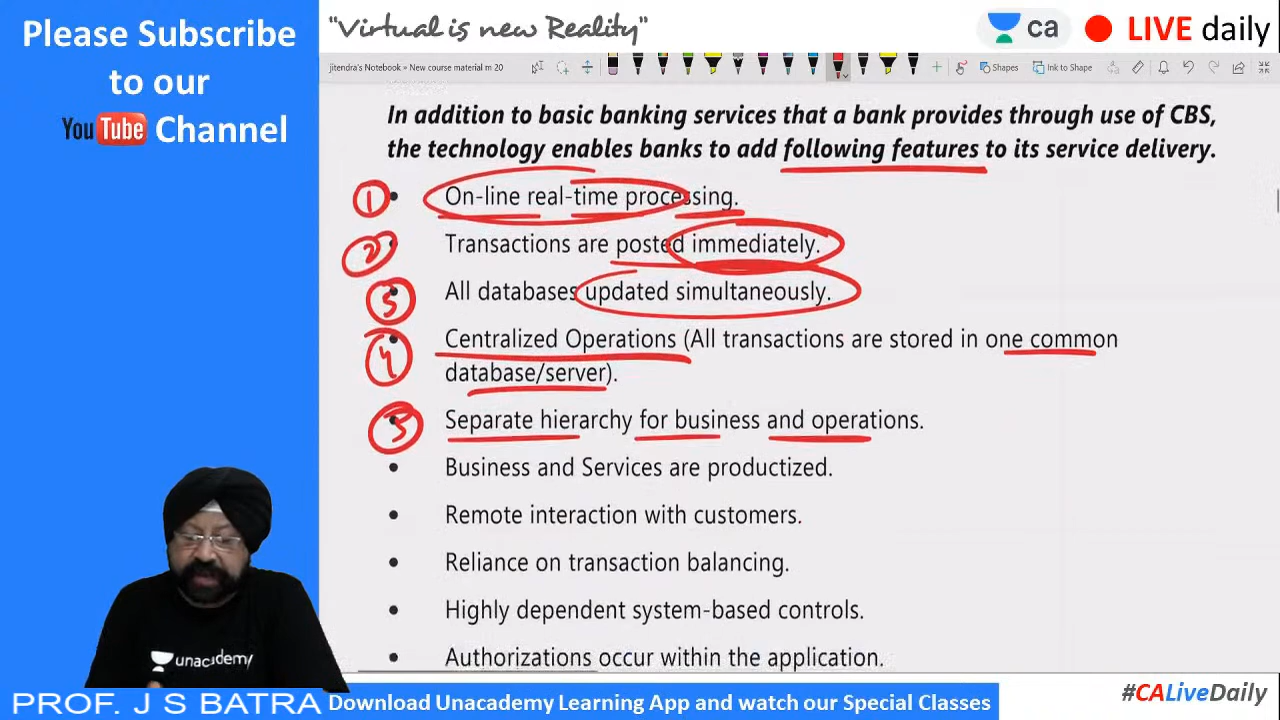 Please Subscribe
to our
YouTube Channel
"Virtual is new Reality"
ca LIVE daily
jitendra's Notebook » New course material m 20
Shapes Ink to Shape
In addition to basic banking services that a bank provides through use of CBS,
the technology enables banks to add following features to its service delivery.
1 • On-line real-time processing.
2 • Transactions are posted immediately.
3 • All databases updated simultaneously.
4 • Centralized Operations (All transactions are stored in one common
database/server).
5 • Separate hierarchy for business and operations.
• Business and Services are productized.
• Remote interaction with customers.
• Reliance on transaction balancing.
• Highly dependent system-based controls.
• Authorizations occur within the application.
unacademy
PROF. J S BATRA
Download Unacademy Learning App and watch our Special Classes
#CALiveDaily